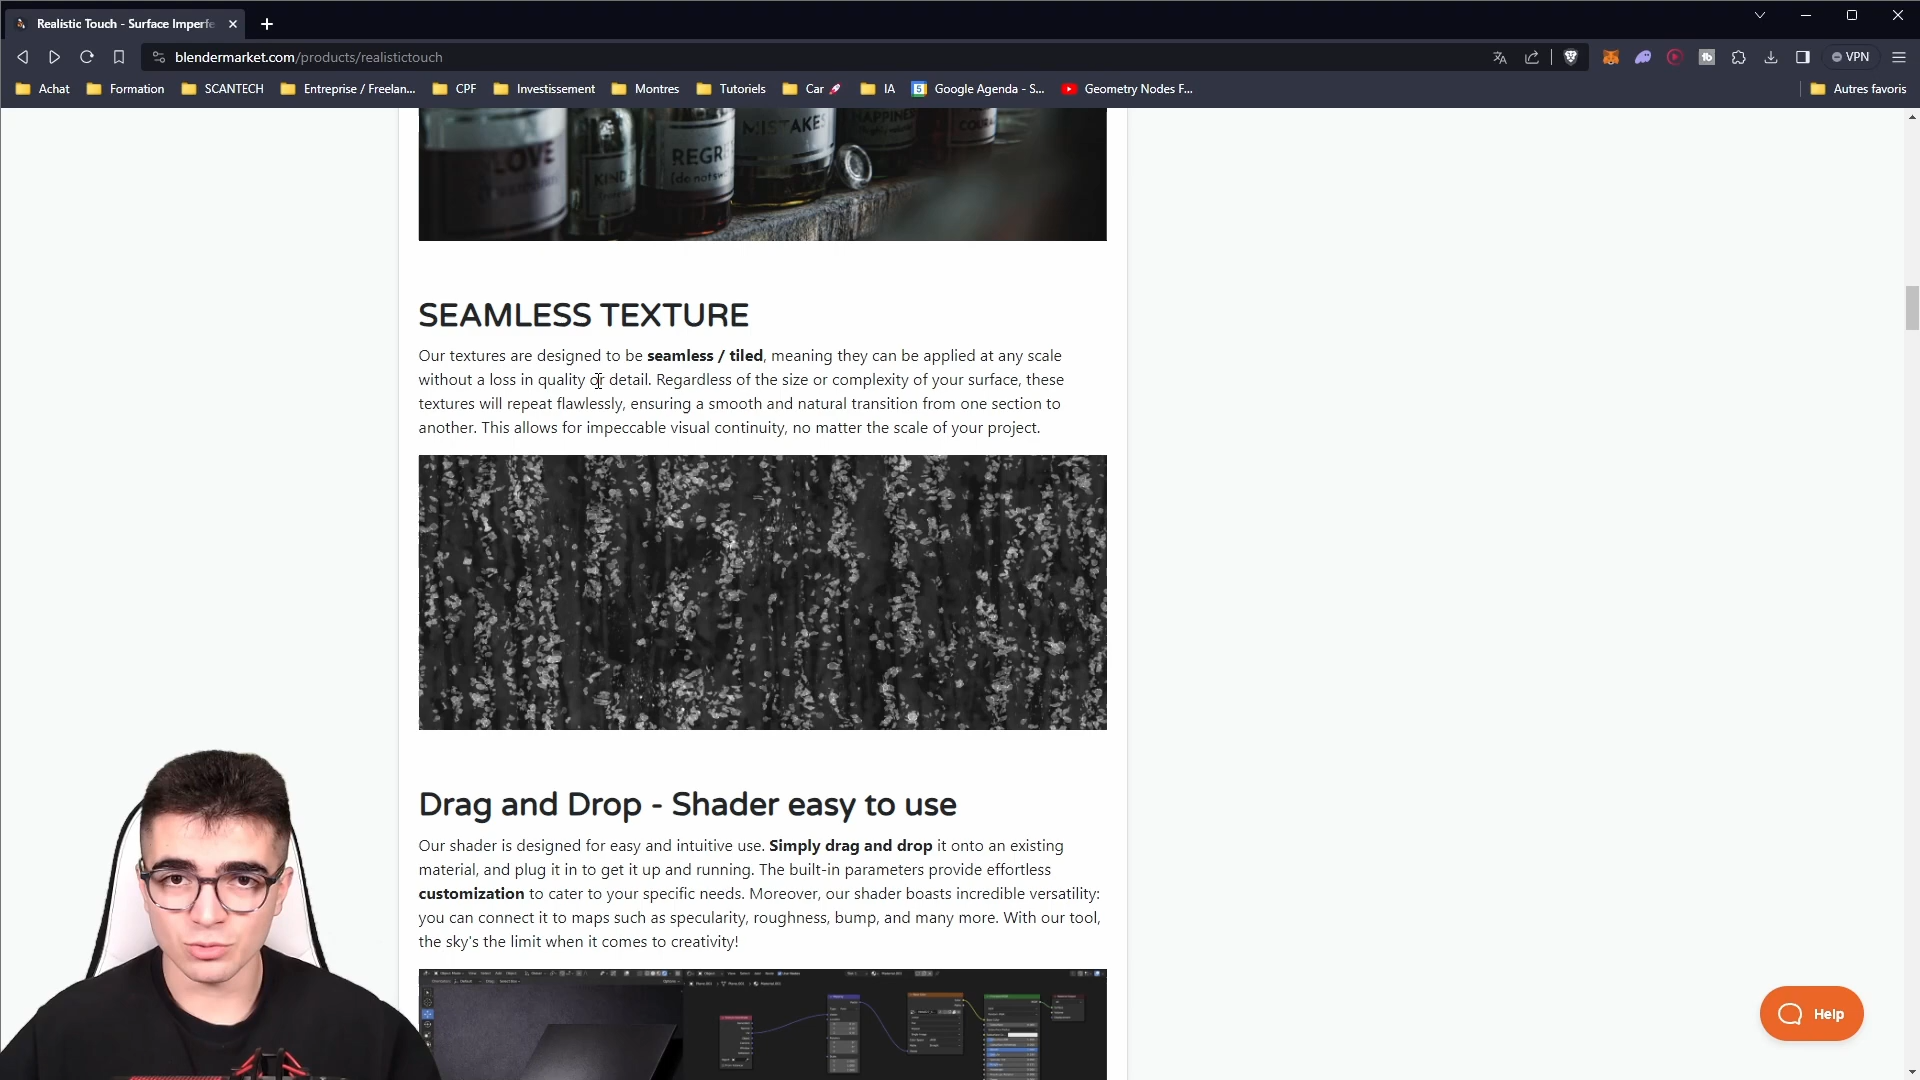 Realistic Touch - Surface Imperfe
blendermarket.com/products/realistictouch
VPN
Achat
Formation
SCANTECH
Entreprise / Freelan...
CPF
Investissement
Montres
Tutoriels
Car 🚀
IA
5
Google Agenda - S...
Geometry Nodes F...
Autres favoris
LOVE
KIND
REGR
[do not sw
MISTAKES
HAPPINES
COURA
SEAMLESS TEXTURE
Our textures are designed to be seamless / tiled, meaning they can be applied at any scale
without a loss in quality or detail. Regardless of the size or complexity of your surface, these
textures will repeat flawlessly, ensuring a smooth and natural transition from one section to
another. This allows for impeccable visual continuity, no matter the scale of your project.
Drag and Drop - Shader easy to use
Our shader is designed for easy and intuitive use. Simply drag and drop it onto an existing
material, and plug it in to get it up and running. The built-in parameters provide effortless
customization to cater to your specific needs. Moreover, our shader boasts incredible versatility:
you can connect it to maps such as specularity, roughness, bump, and many more. With our tool,
the sky's the limit when it comes to creativity!
Help